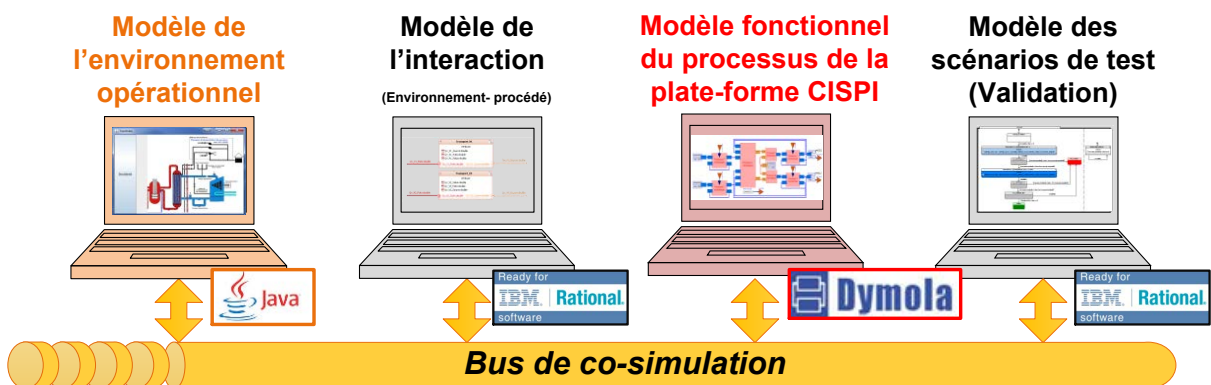 Modèle de
l'environnement
opérationnel
Modèle de
l'interaction
(Environnement- procédé)
Modèle fonctionnel
du processus de la
plate-forme CISPI
Modèle des
scénarios de test
(Validation)
Java
Ready for
IBM. Rational.
software
Dymola
Ready for
IBM. Rational.
software
Bus de co-simulation